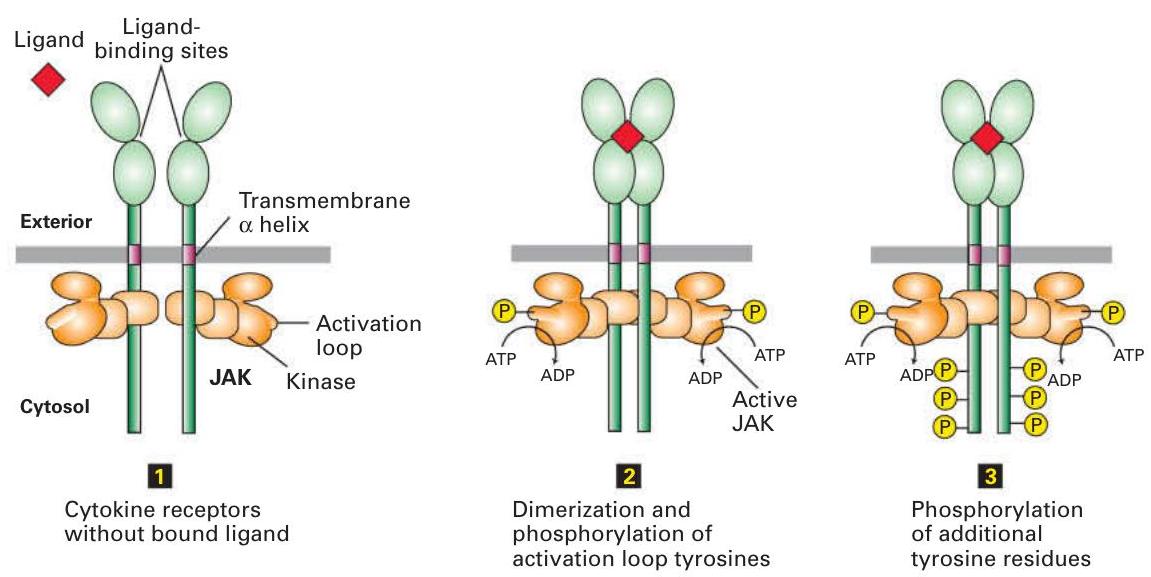 Ligand
Ligand-
binding sites
Exterior
Transmembrane
α helix
Activation
loop
JAK
Kinase
Cytosol
1
Cytokine receptors
without bound ligand
P
P
ATP
ADP
ADP
ATP
Active
JAK
2
Dimerization and
phosphorylation of
activation loop tyrosines
P
P
ATP
ADP
ADP
ATP
P
P
P
P
P
P
3
Phosphorylation
of additional
tyrosine residues